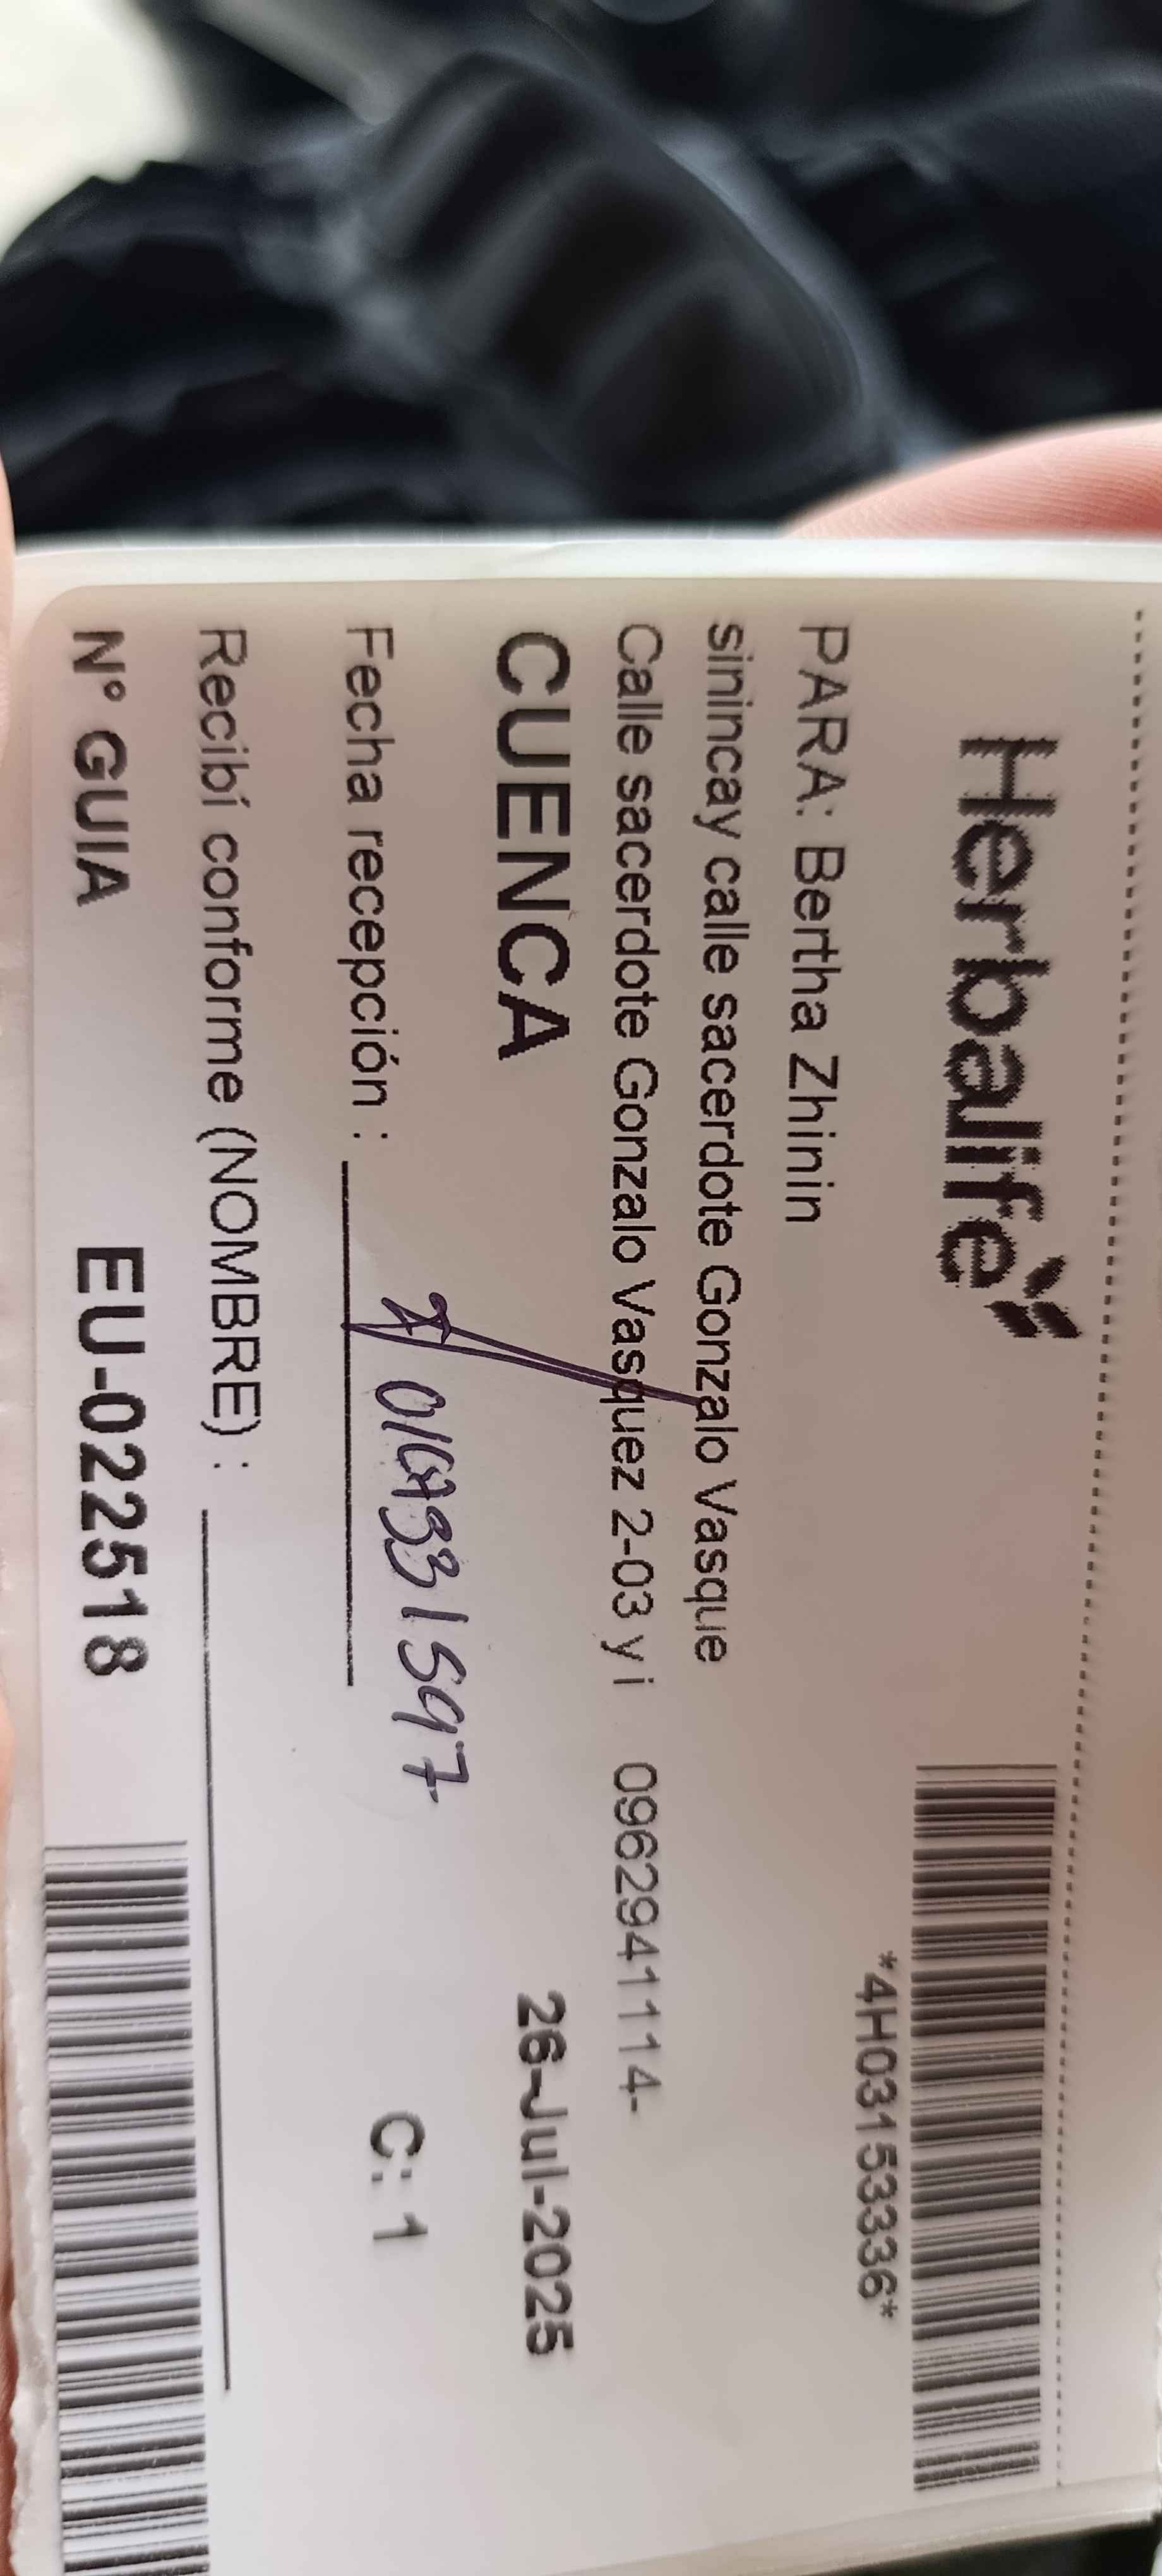 Herbalife
*4H03153336*
PARA: Bertha Zhinin
sinincay calle sacerdote Gonzalo Vasque
Calle sacerdote Gonzalo Vasquez 2-03 y i 0962941114-
CUENCA 26-Jul-2025
Fecha recepción : C: 1
Recibí conforme (NOMBRE) :
N° GUIA EU-022518